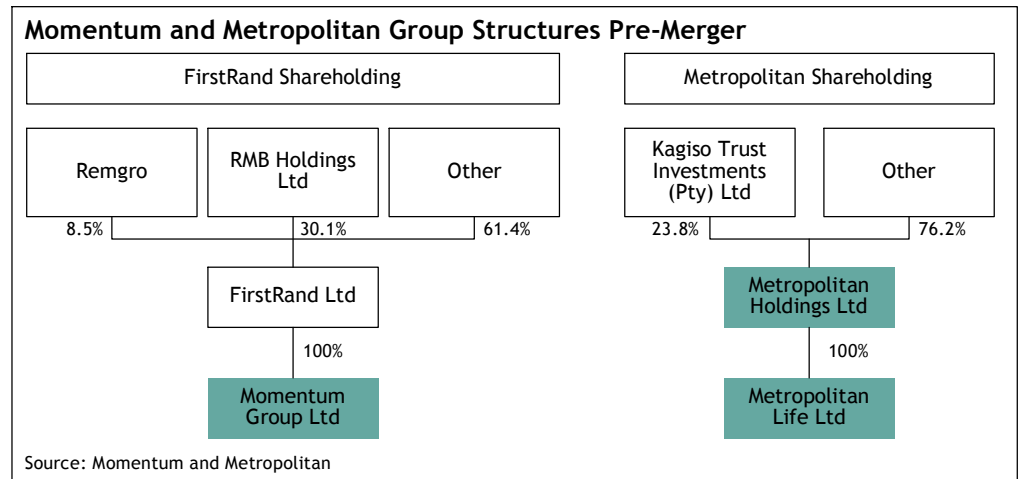 Momentum and Metropolitan Group Structures Pre-Merger
FirstRand Shareholding
Metropolitan Shareholding
Remgro
RMB Holdings
Ltd
Other
Kagiso Trust
Investments
(Pty) Ltd
Other
8.5%
30.1%
61.4%
23.8%
76.2%
FirstRand Ltd
Metropolitan
Holdings Ltd
100%
100%
Momentum
Group Ltd
Metropolitan
Life Ltd
Source: Momentum and Metropolitan